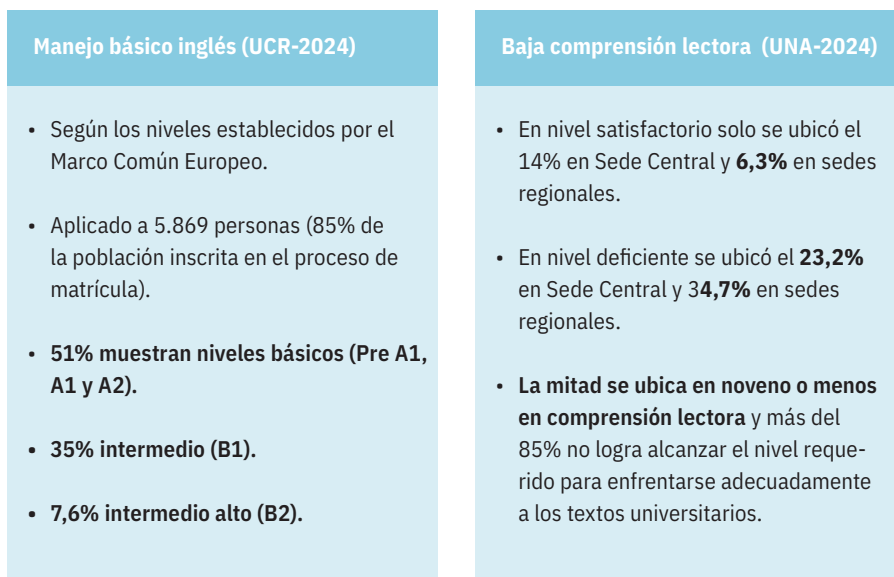 Manejo básico inglés (UCR-2024)
• Según los niveles establecidos por el
Marco Común Europeo.
• Aplicado a 5.869 personas (85% de
la población inscrita en el proceso de
matrícula).
• 51% muestran niveles básicos (Pre A1,
A1 y A2).
• 35% intermedio (B1).
• 7,6% intermedio alto (B2).
Baja comprensión lectora (UNA-2024)
• En nivel satisfactorio solo se ubicó el
14% en Sede Central y 6,3% en sedes
regionales.
• En nivel deficiente se ubicó el 23,2%
en Sede Central y 34,7% en sedes
regionales.
• La mitad se ubica en noveno o menos
en comprensión lectora y más del
85% no logra alcanzar el nivel reque-
rido para enfrentarse adecuadamente
a los textos universitarios.